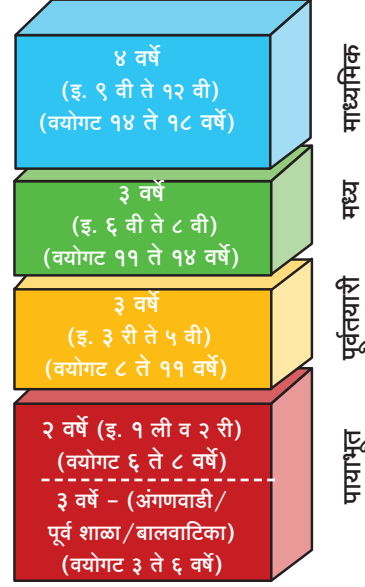 ४ वर्षे
(इ. ९ वी ते १२ वी)
(वयोगट १४ ते १८ वर्षे)
माध्यमिक
३ वर्षे
(इ. ६ वी ते ८ वी)
(वयोगट ११ ते १४ वर्षे)
मध्य
३ वर्षे
(इ. ३ री ते ५ वी)
(वयोगट ८ ते ११ वर्षे)
पूर्वतयारी
२ वर्षे (इ. १ ली व २ री)
(वयोगट ६ ते ८ वर्षे)
३ वर्षे – (अंगणवाडी/
पूर्व शाळा/बालवाटिका)
(वयोगट ३ ते ६ वर्षे)
पायाभूत